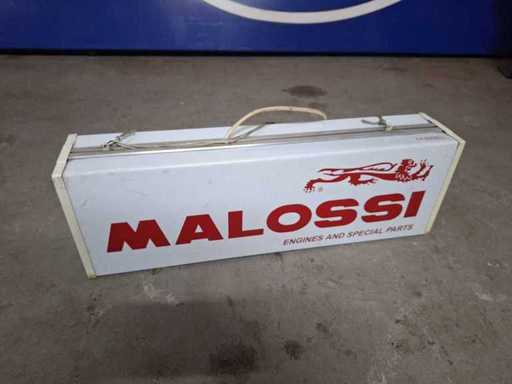 ®
MALOSSI
ENGINES AND SPECIAL PARTS